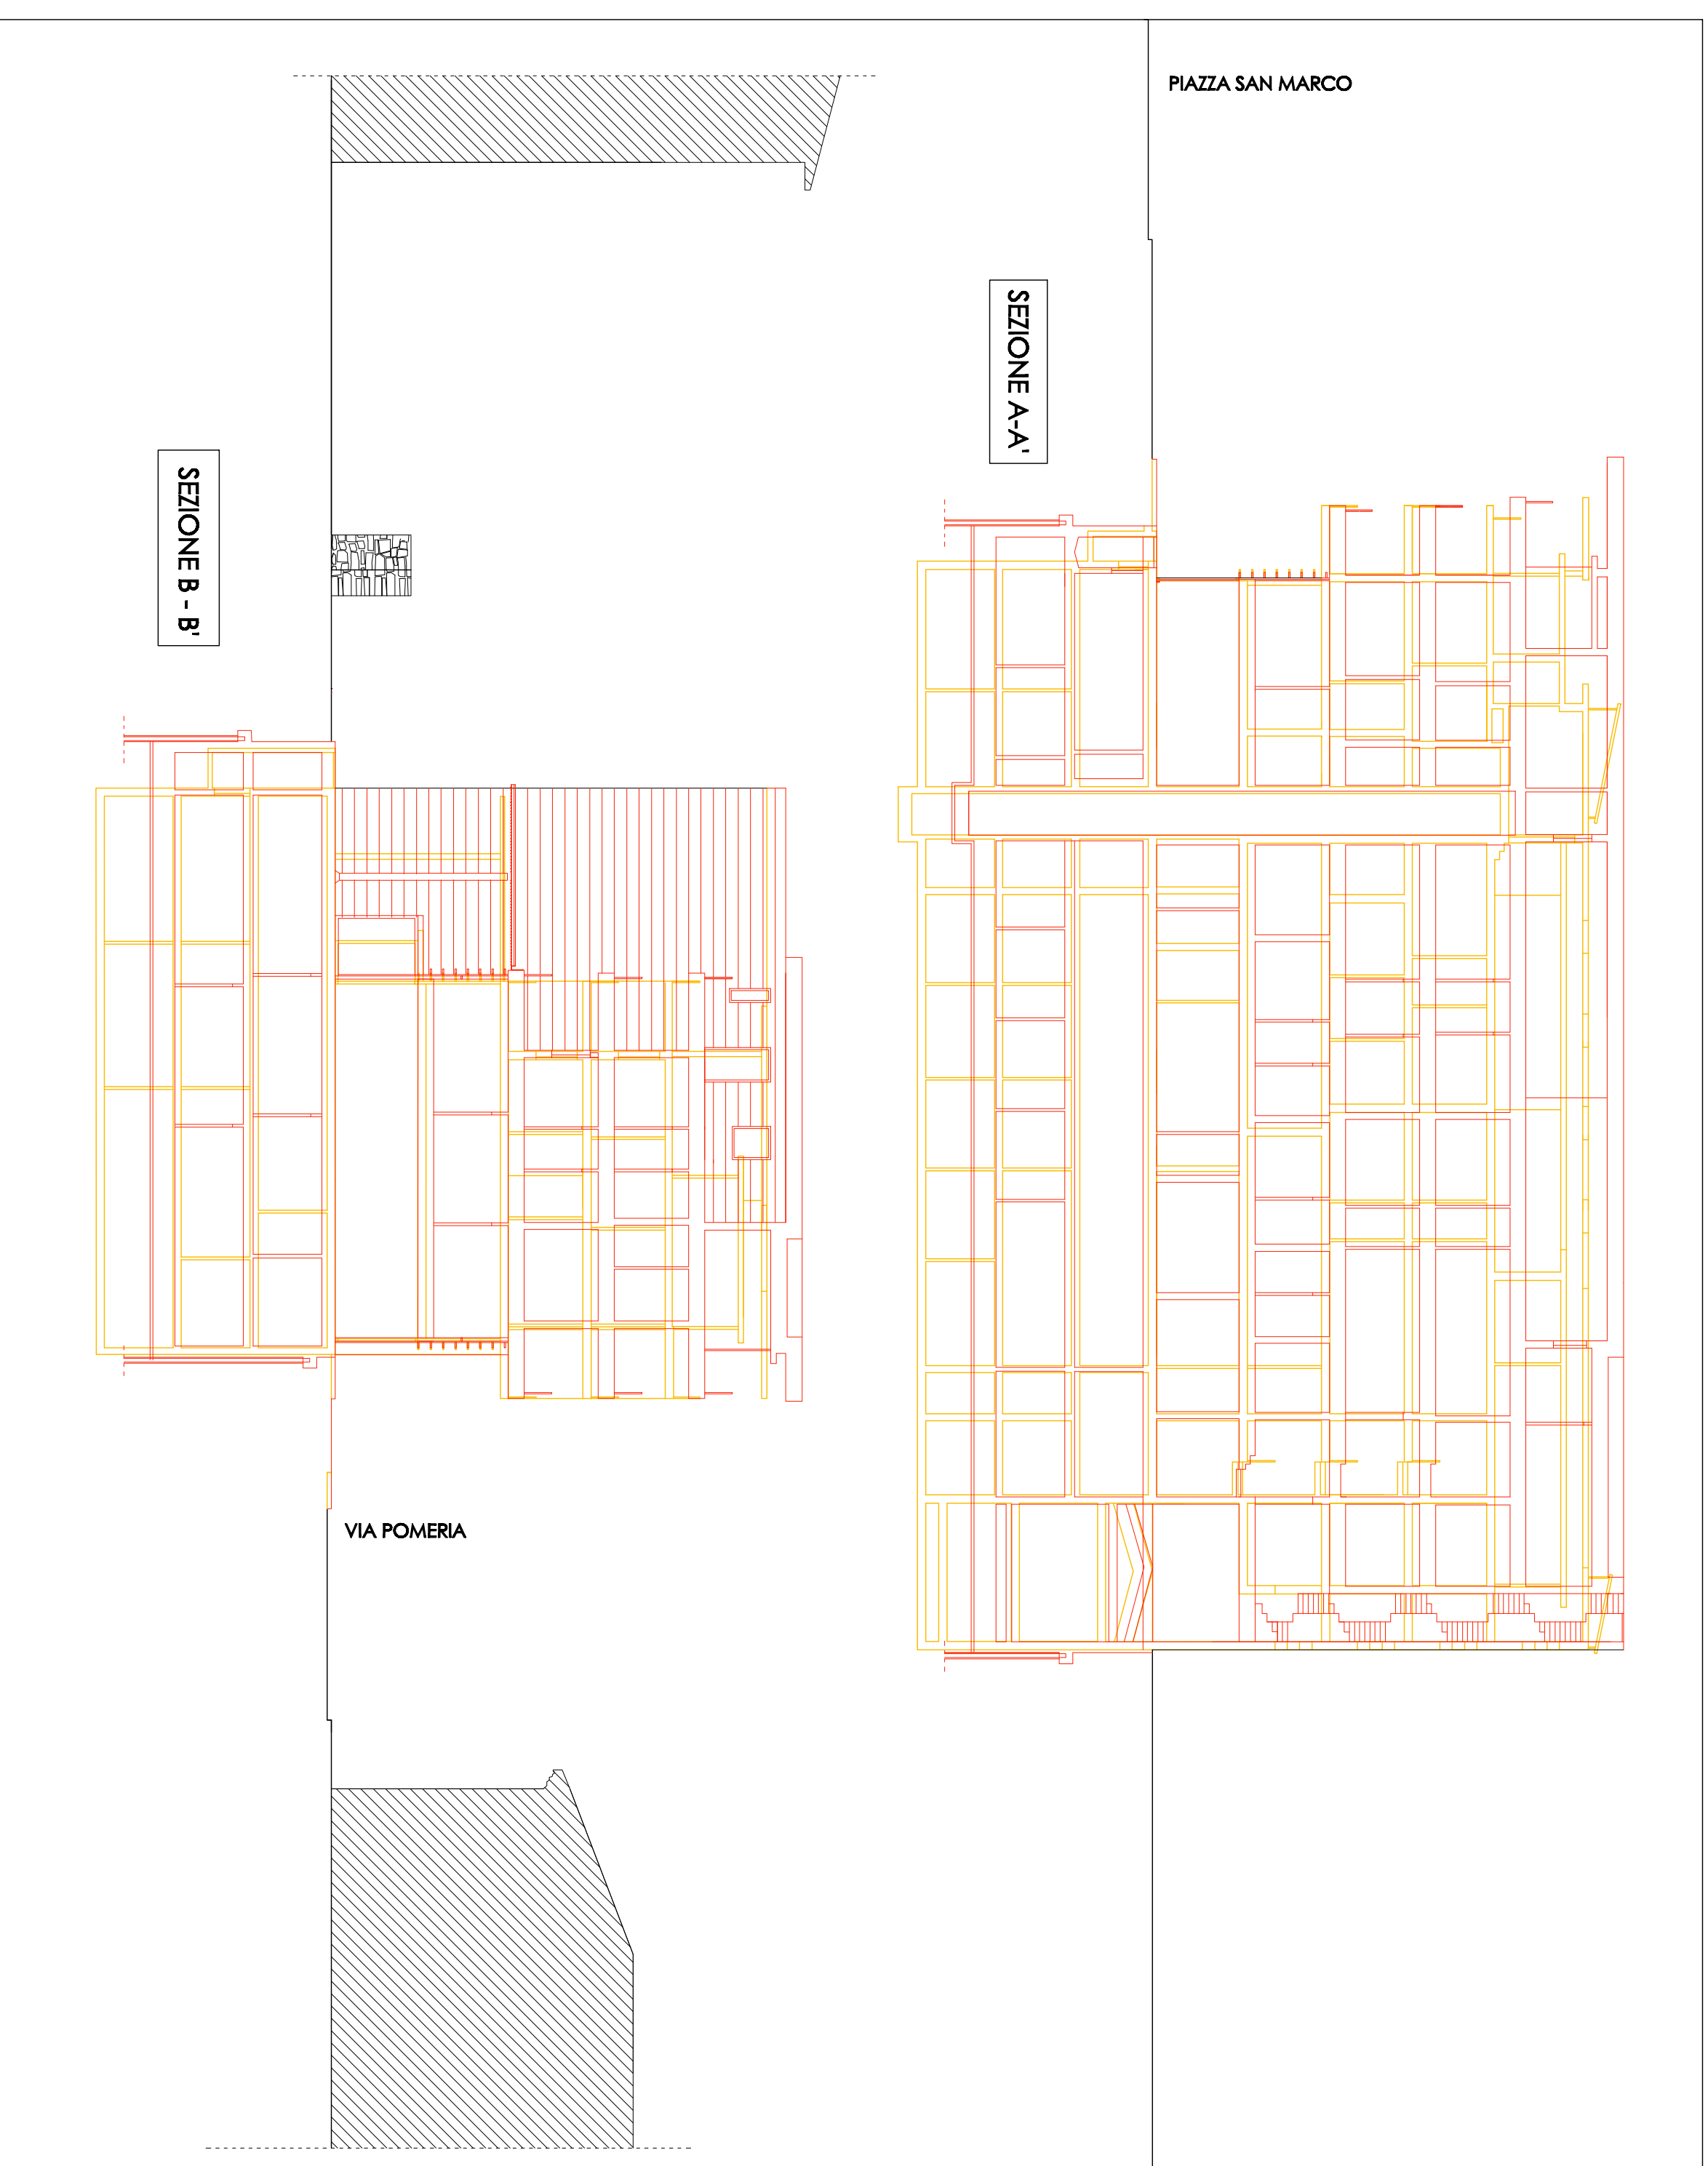 PIAZZA SAN MARCO
SEZIONE A-A'
SEZIONE B - B'
VIA POMERIA